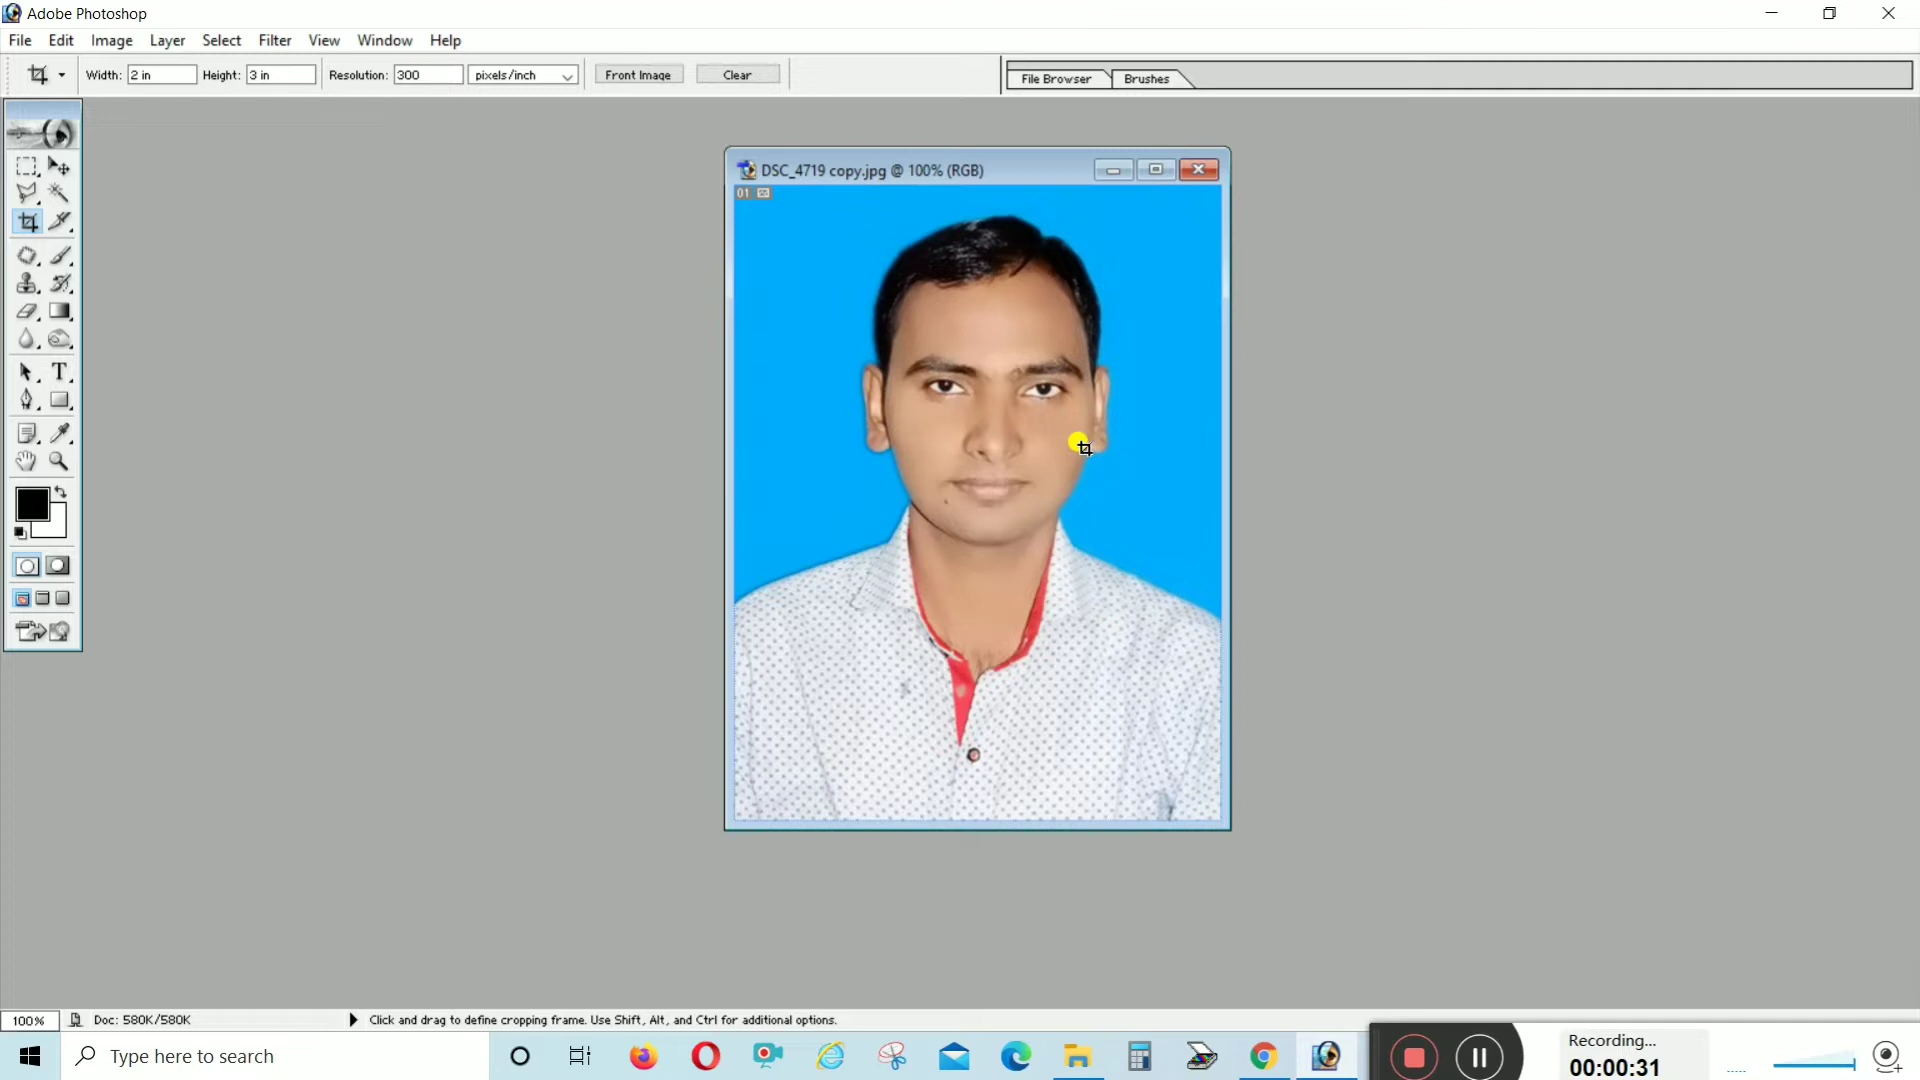 Adobe Photoshop
File Edit Image Layer Select Filter View Window Help
Width: 2 in Height: 3 in Resolution: 300 pixels/inch Front Image Clear File Browser Brushes
DSC_4719 copy.jpg @ 100% (RGB)
01
T
100% Doc: 580K/580K Click and drag to define cropping frame. Use Shift, Alt, and Ctrl for additional options.
Type here to search
Recording...
00:00:31